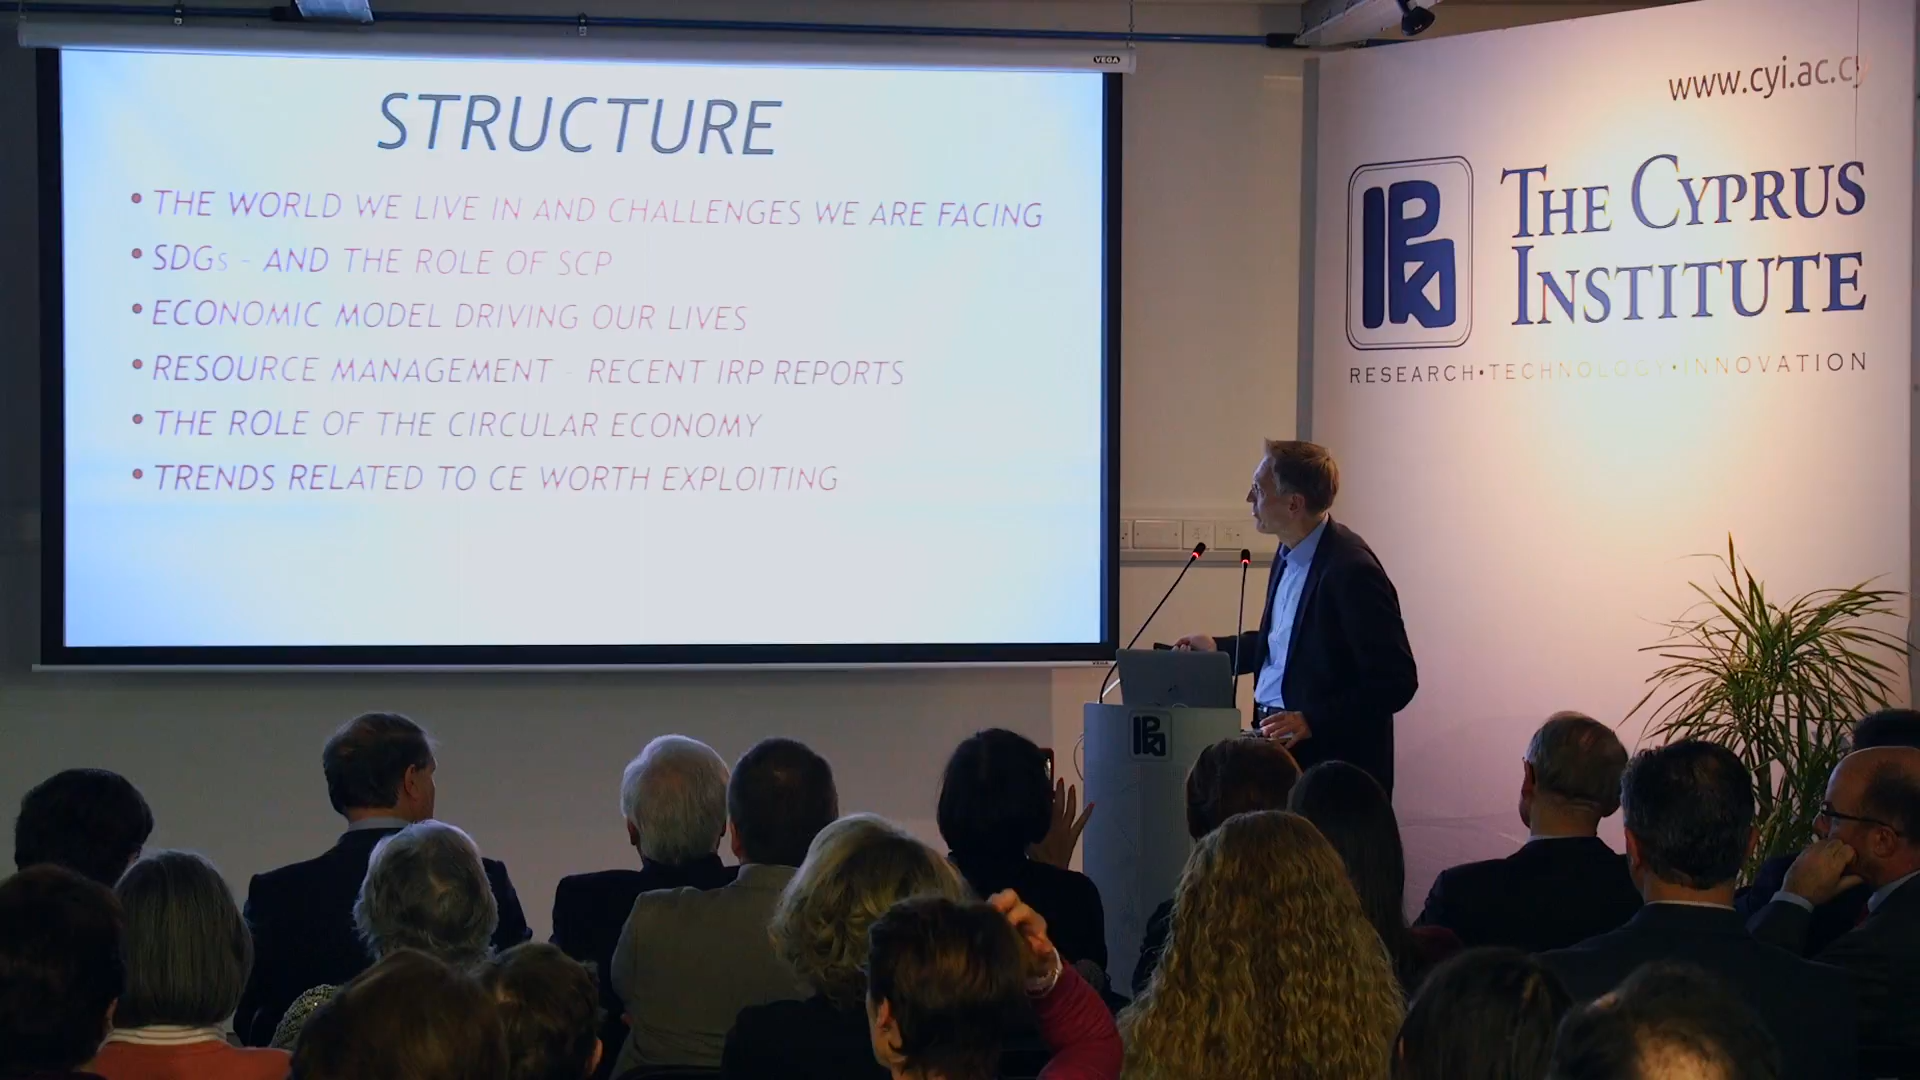 VEGA
STRUCTURE
• THE WORLD WE LIVE IN AND CHALLENGES WE ARE FACING
• SDGs - AND THE ROLE OF SCP
• ECONOMIC MODEL DRIVING OUR LIVES
• RESOURCE MANAGEMENT - RECENT IRP REPORTS
• THE ROLE OF THE CIRCULAR ECONOMY
• TRENDS RELATED TO CE WORTH EXPLOITING
VEGA
www.cyi.ac.cy
THE CYPRUS
INSTITUTE
RESEARCH•TECHNOLOGY•INNOVATION